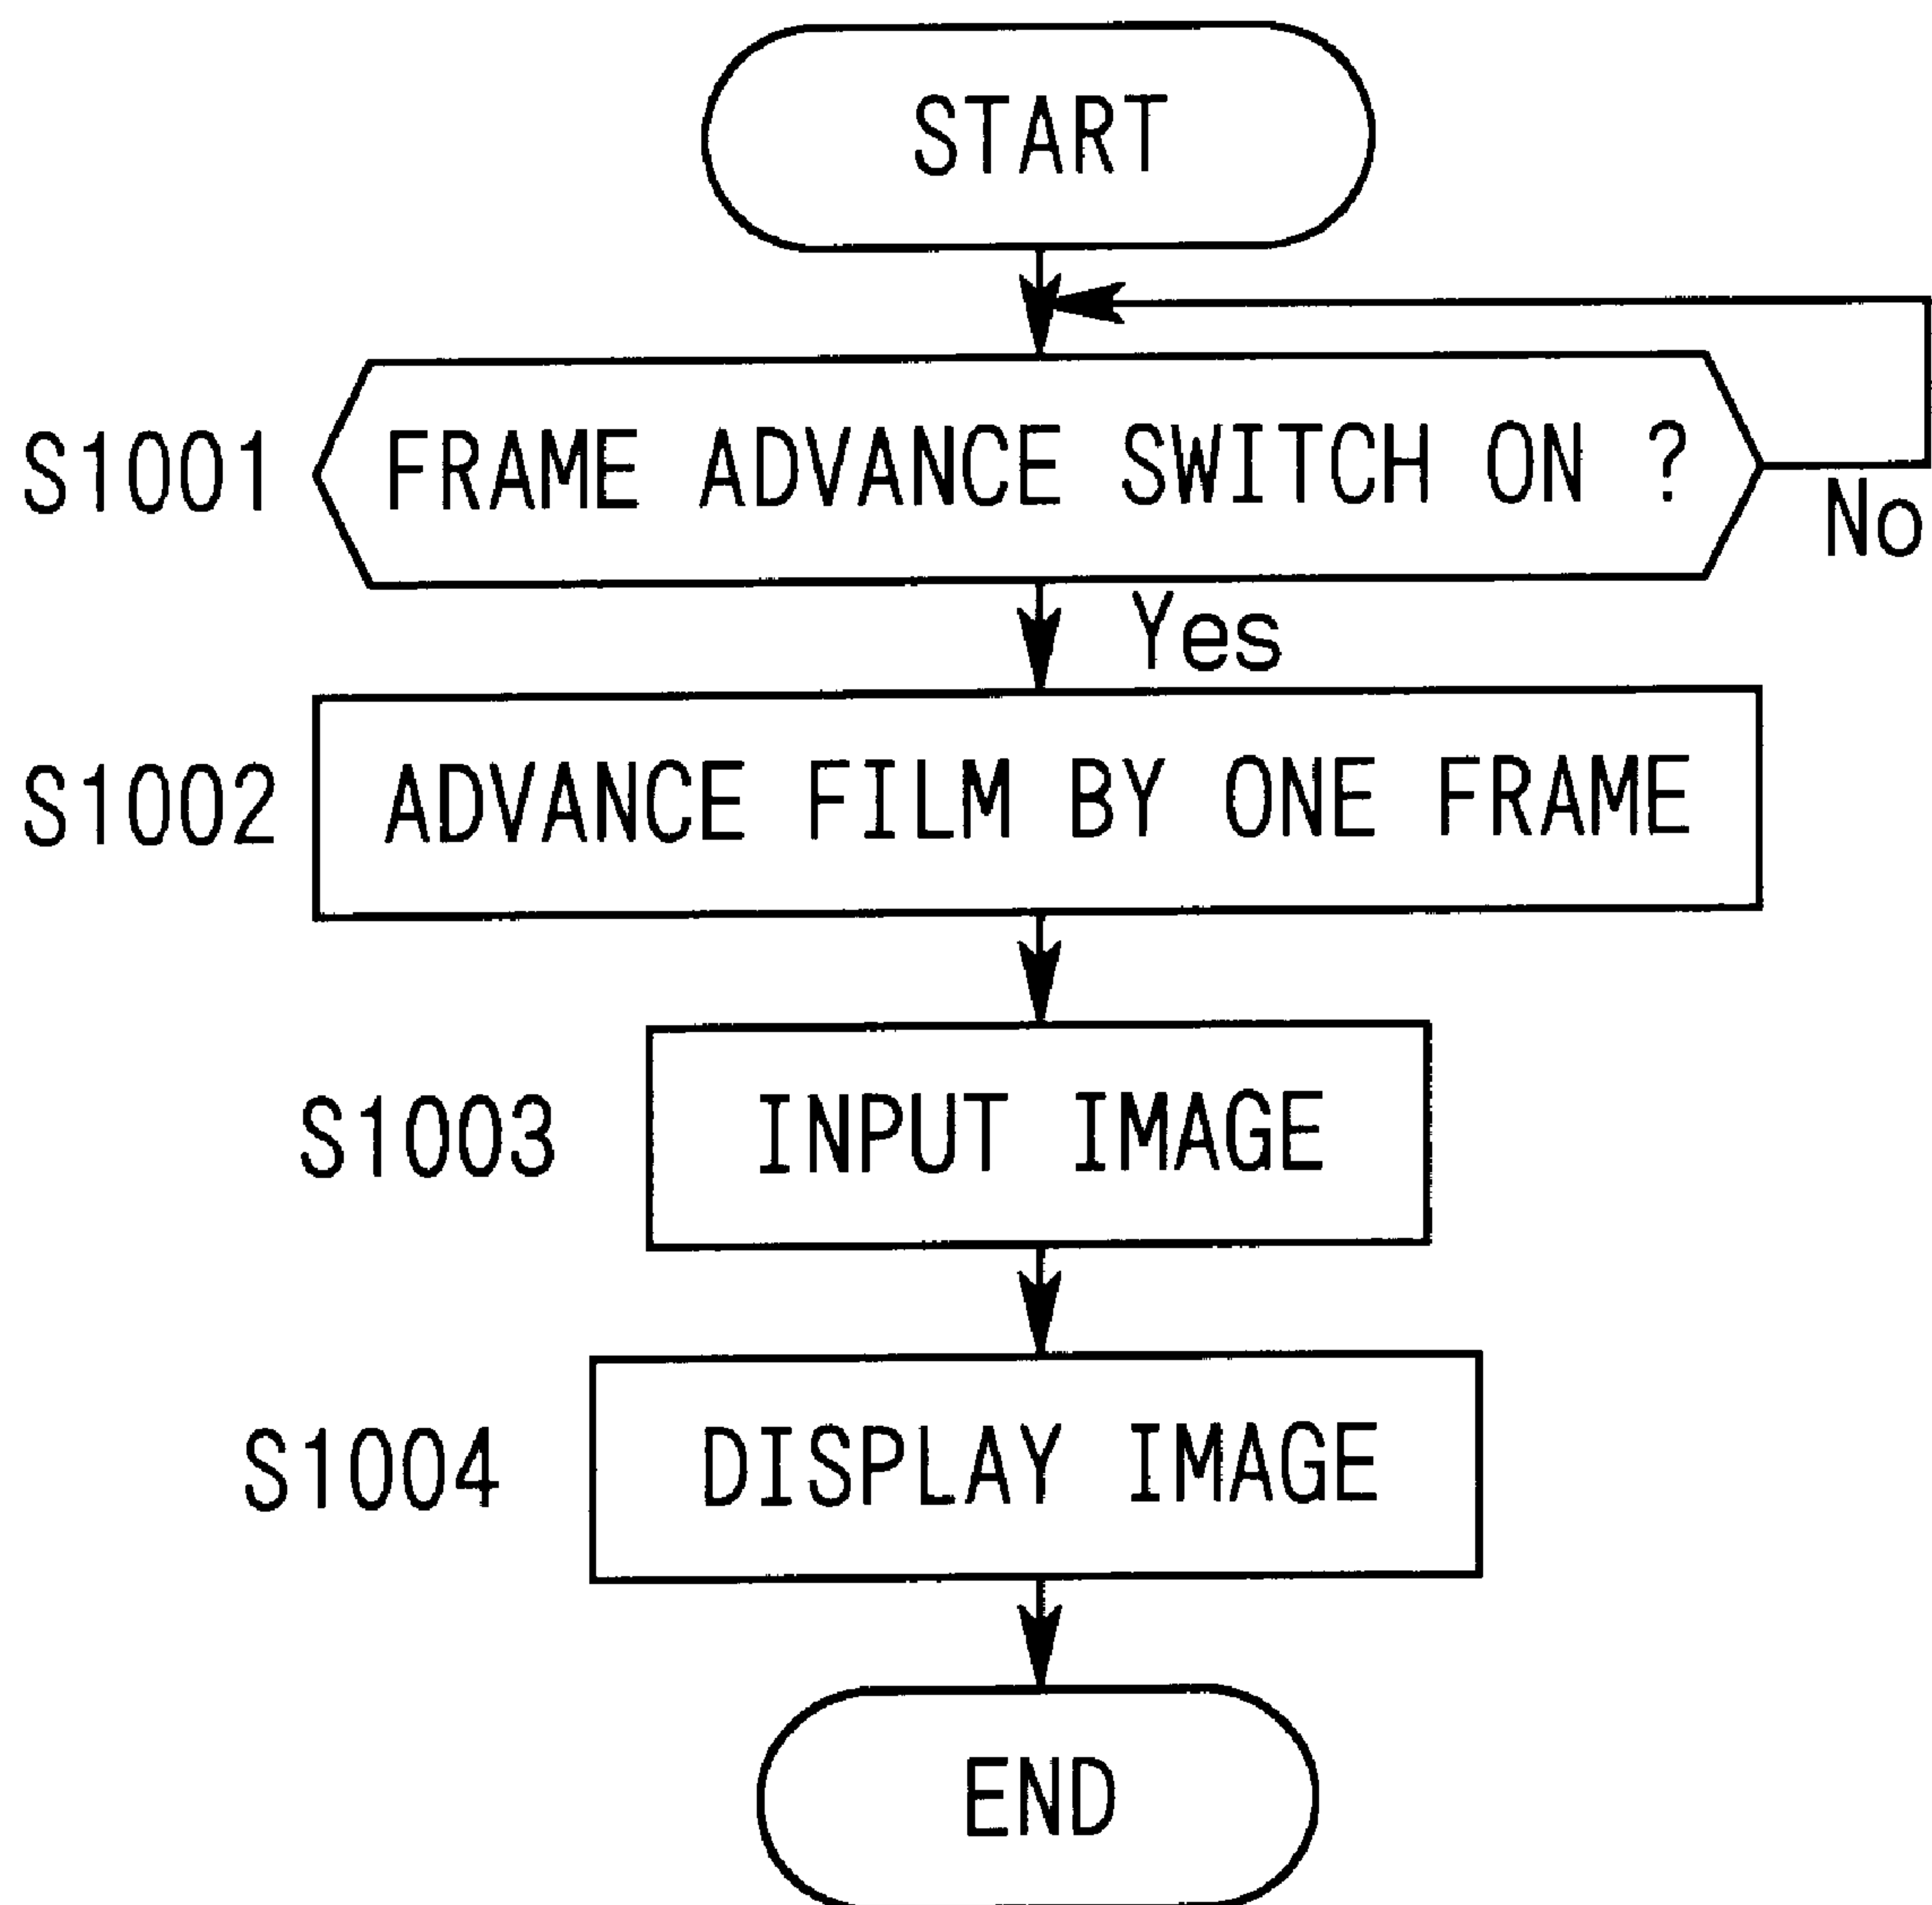 START
S1001 FRAME ADVANCE SWITCH ON ?
No
Yes
S1002 ADVANCE FILM BY ONE FRAME
S1003 INPUT IMAGE
S1004 DISPLAY IMAGE
END